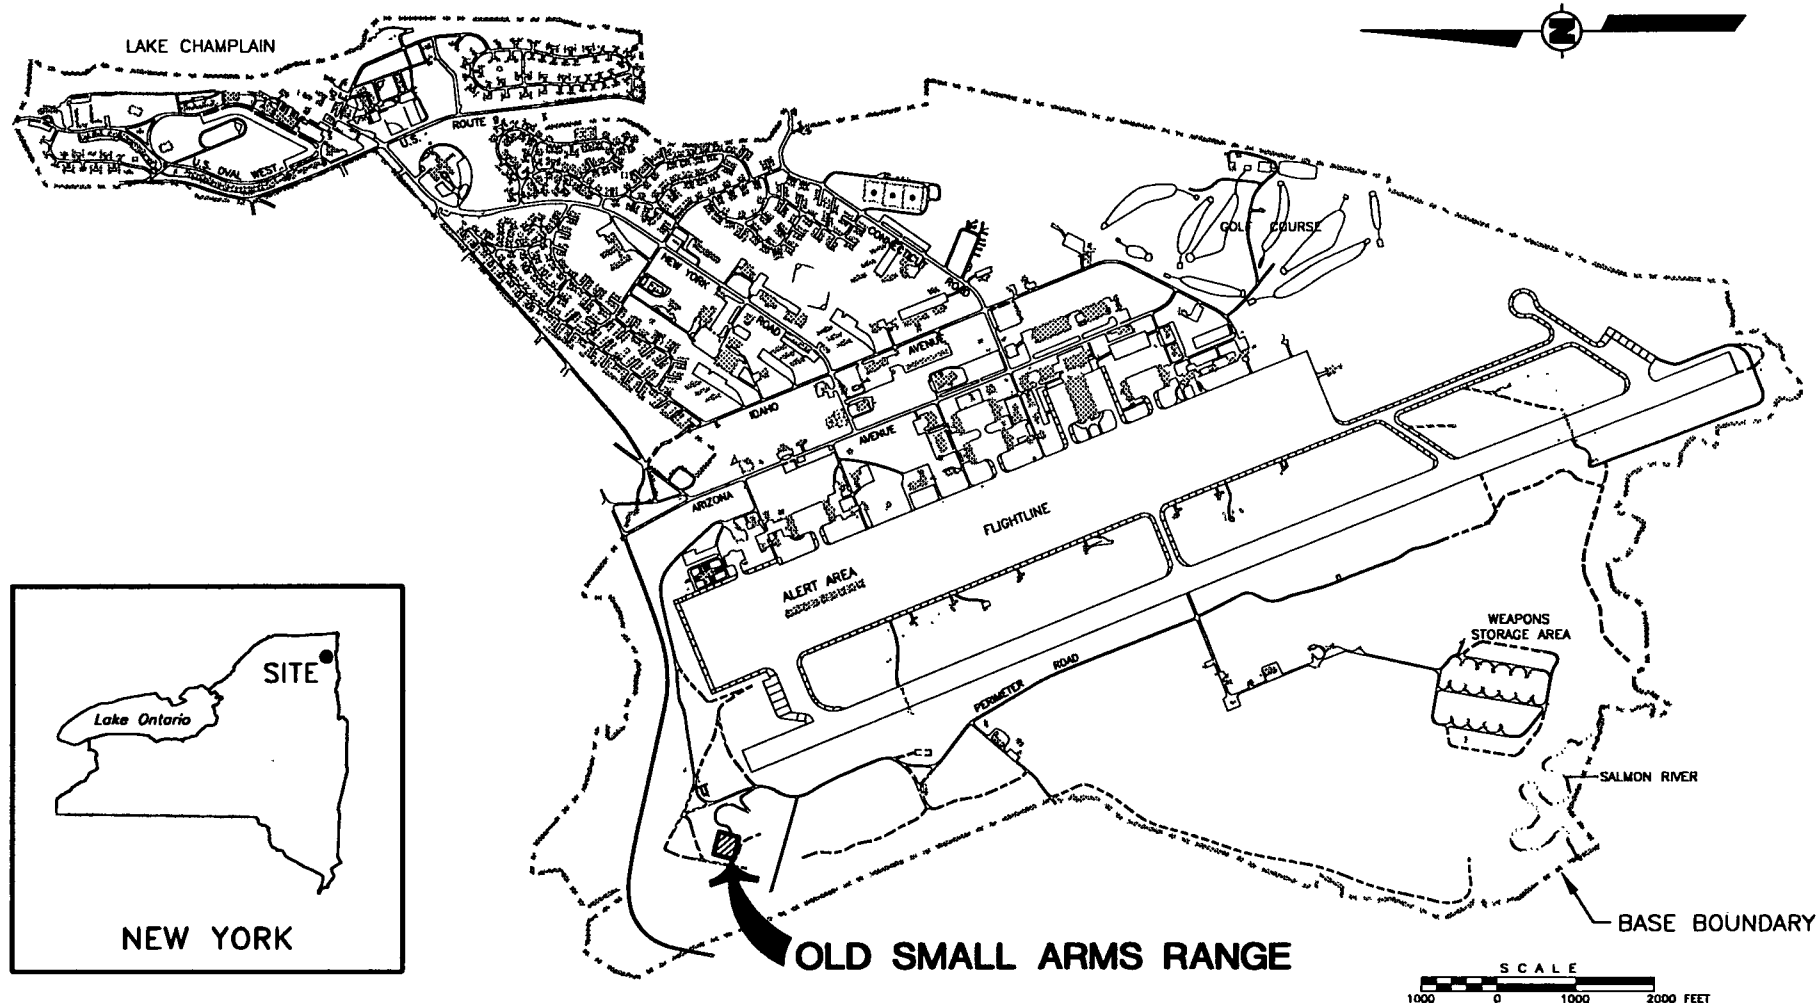 LAKE CHAMPLAIN
N
ROUTE
U.S.
U.S. OVAL WEST
CONNECTICUT
ROAD
GOLF COURSE
NEW YORK
ROAD
AVENUE
IDAHO
AVENUE
ARIZONA
FLIGHTLINE
ALERT AREA
WEAPONS
STORAGE AREA
PERIMETER
ROAD
SITE
Lake Ontario
NEW YORK
SALMON RIVER
BASE BOUNDARY
OLD SMALL ARMS RANGE
SCALE
1000 0 1000 2000 FEET